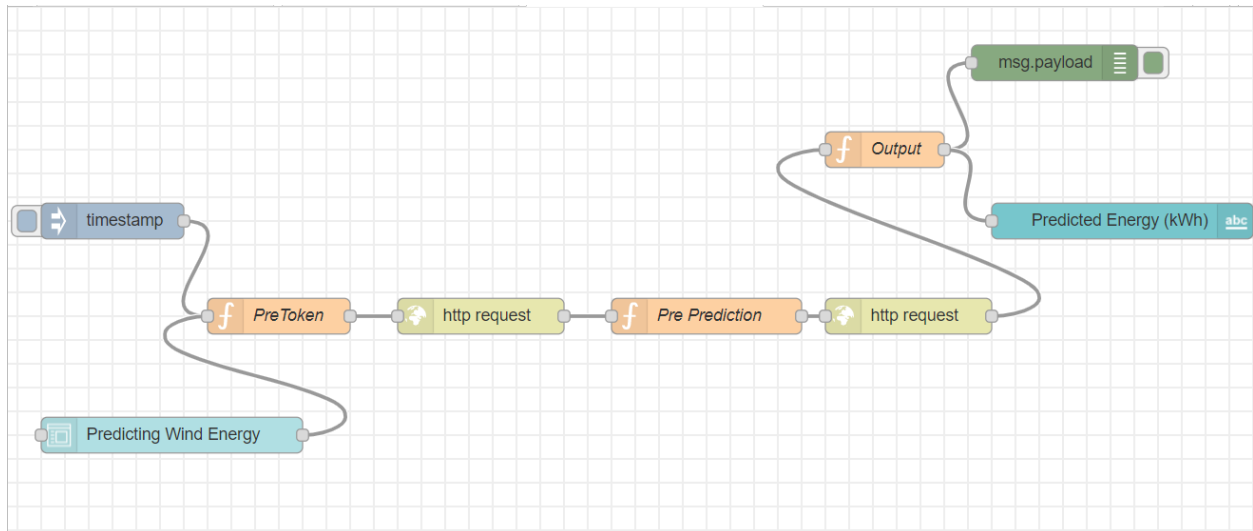 msg.payload
Output
timestamp
Predicted Energy (kWh)
abc
PreToken
http request
Pre Prediction
http request
Predicting Wind Energy